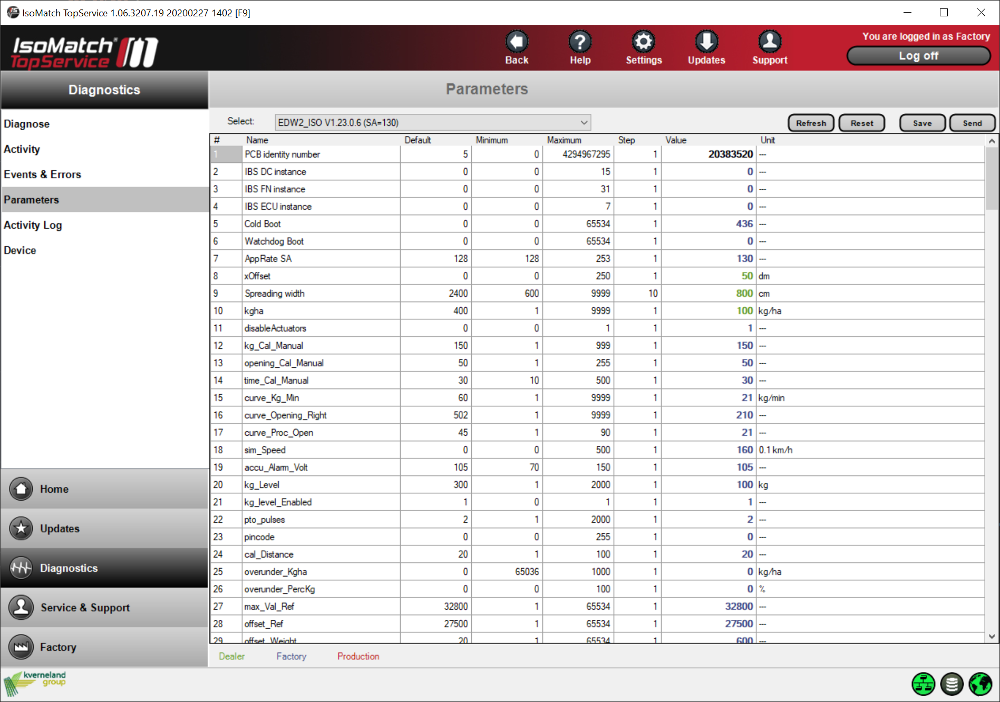 IsoMatch TopService 1.06.3207.19 20200227 1402 [F9]
IsoMatch®
TopService
Back
Help
Settings
Updates
Support
You are logged in as Factory
Log off
Diagnostics
Parameters
Diagnose
Activity
Events & Errors
Parameters
Activity Log
Device
Select: EDW2_ISO V1.23.0.6 (SA=130) Refresh Reset Save Send
# Name Default Minimum Maximum Step Value Unit
1 PCB identity number 5 0 4294967295 1 20383520 ---
2 IBS DC instance 0 0 15 1 0 ---
3 IBS FN instance 0 0 31 1 0 ---
4 IBS ECU instance 0 0 7 1 0 ---
5 Cold Boot 0 0 65534 1 436 ---
6 Watchdog Boot 0 0 65534 1 0 ---
7 AppRate SA 128 128 253 1 130 ---
8 xOffset 0 0 250 1 50 dm
9 Spreading width 2400 600 9999 10 800 cm
10 kgha 400 1 9999 1 100 kg/ha
11 disableActuators 0 0 1 1 1 ---
12 kg_Cal_Manual 150 1 999 1 150 ---
13 opening_Cal_Manual 50 1 255 1 50 ---
14 time_Cal_Manual 30 10 500 1 30 ---
15 curve_Kg_Min 60 1 9999 1 21 kg/min
16 curve_Opening_Right 502 1 9999 1 210 ---
17 curve_Proc_Open 45 1 90 1 21 ---
18 sim_Speed 0 0 500 1 160 0.1 km/h
19 accu_Alarm_Volt 105 70 150 1 105 ---
20 kg_Level 300 1 2000 1 100 kg
21 kg_level_Enabled 1 0 1 1 1 ---
22 pto_pulses 2 1 2000 1 2 ---
23 pincode 0 0 255 1 0 ---
24 cal_Distance 20 1 100 1 20 ---
25 overunder_Kgha 0 65036 1000 1 0 kg/ha
26 overunder_PercKg 0 0 100 1 0 %
27 max_Val_Ref 32800 1 65534 1 32800 ---
28 offset_Ref 27500 1 65534 1 27500 ---
29 offset_Weight 20 1 65534 1 600 ---
Home
Updates
Diagnostics
Service & Support
Factory
Dealer Factory Production
kverneland
group